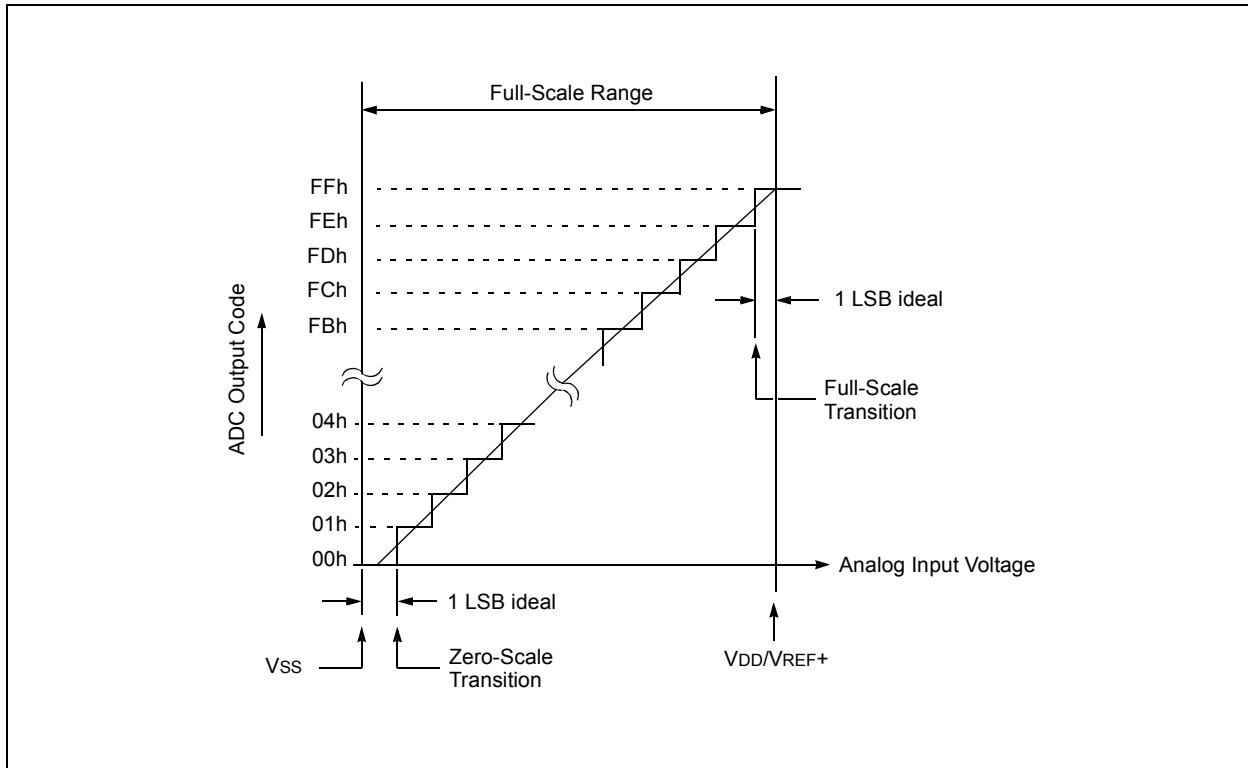 Full-Scale Range
FFh
FEh
FDh
FCh
1 LSB ideal
FBh
ADC Output Code
Full-Scale
Transition
04h
03h
02h
01h
00h
Analog Input Voltage
1 LSB ideal
VSS
Zero-Scale
Transition
VDD/VREF+